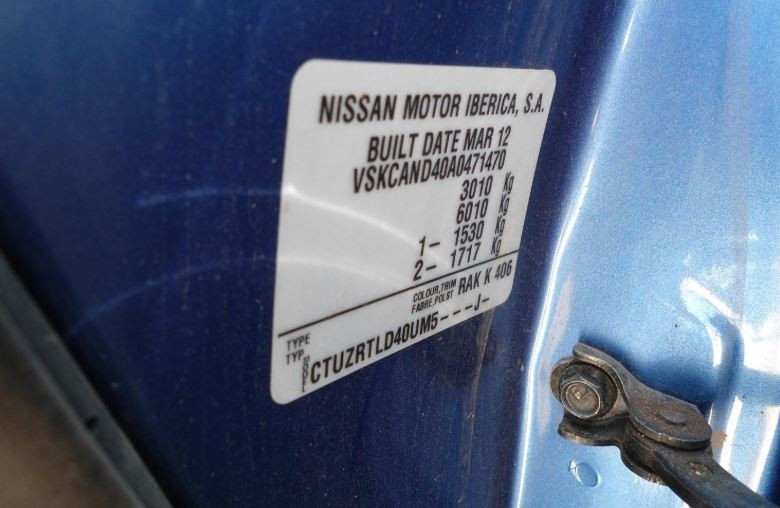 NISSAN MOTOR IBERICA, S.A.
BUILT DATE MAR 12
VSKCAND40A0471470
3010 Kg
6010 Kg
1- 1530 Kg
2- 1717 Kg
COLOUR,TRIM RAK K 406
FABRE,POLST
TYPE
TYP
MODEL CTUZRTLD40UM5---J-